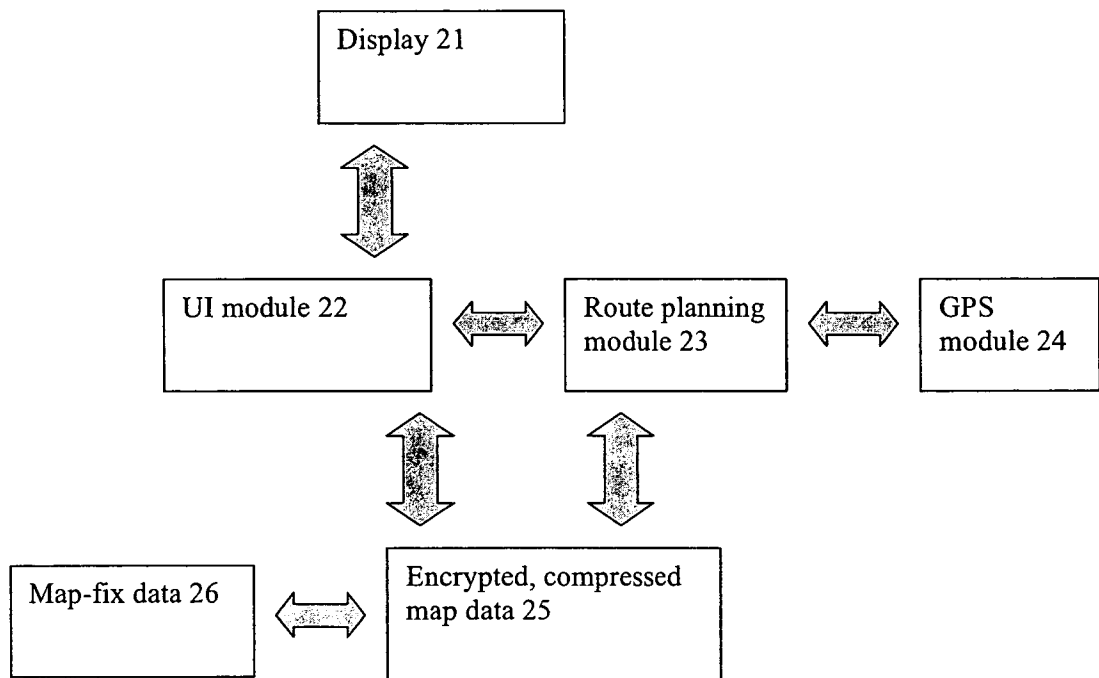 Display 21
UI module 22
Route planning
module 23
GPS
module 24
Map-fix data 26
Encrypted, compressed
map data 25